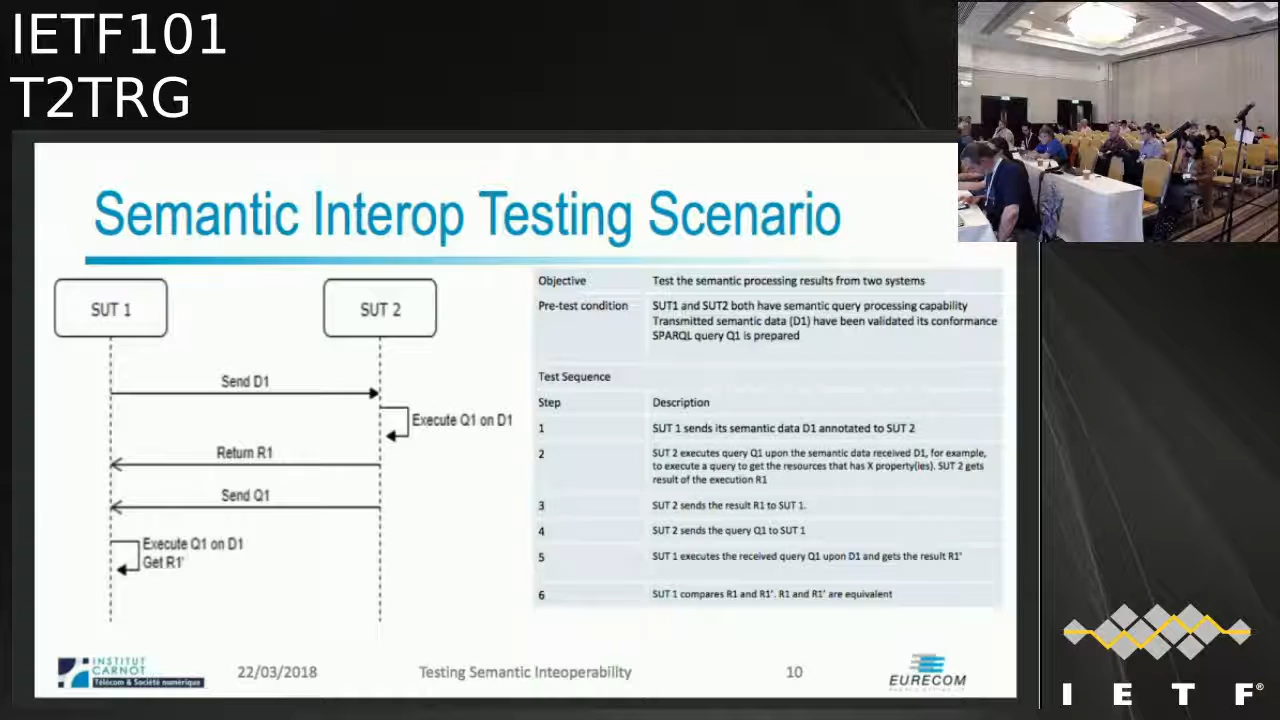 IETF101
T2TRG
Semantic Interop Testing Scenario
SUT 1
SUT 2
Send D1
Execute Q1 on D1
Return R1
Send Q1
Execute Q1 on D1
Get R1'
Objective Test the semantic processing results from two systems
Pre-test condition SUT1 and SUT2 both have semantic query processing capability
Transmitted semantic data (D1) have been validated its conformance
SPARQL query Q1 is prepared
Test Sequence
Step Description
1 SUT 1 sends its semantic data D1 annotated to SUT 2
2 SUT 2 executes query Q1 upon the semantic data received D1, for example,
to execute a query to get the resources that has X property(ies). SUT 2 gets
result of the execution R1
3 SUT 2 sends the result R1 to SUT 1.
4 SUT 2 sends the query Q1 to SUT 1
5 SUT 1 executes the received query Q1 upon D1 and gets the result R1'
6 SUT 1 compares R1 and R1'. R1 and R1' are equivalent
INSTITUT
CARNOT
Télécom & Société numérique
22/03/2018
Testing Semantic Inteoperability
10
EURECOM
I E T F®